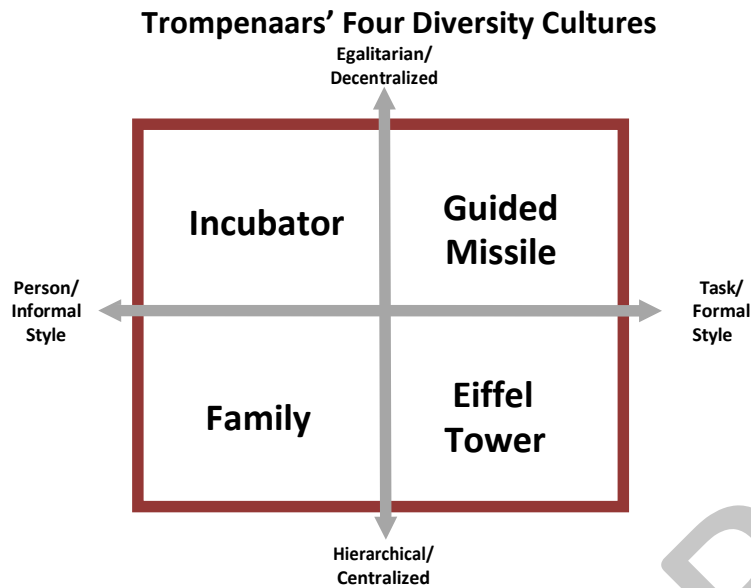 Trompenaars' Four Diversity Cultures
Egalitarian/
Decentralized
Incubator
Guided
Missile
Person/
Informal
Style
Task/
Formal
Style
Family
Eiffel
Tower
Hierarchical/
Centralized